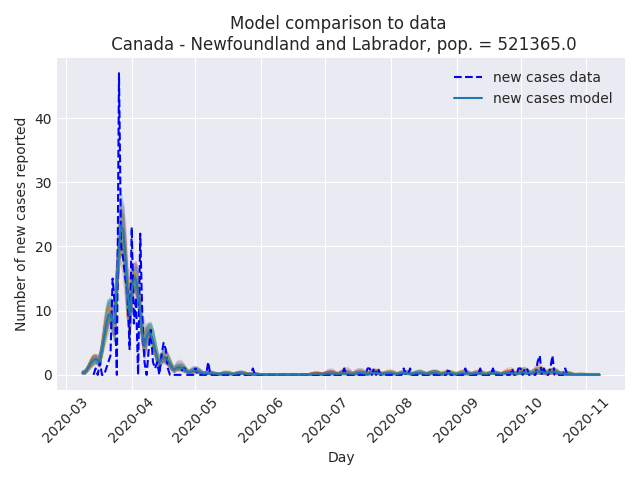 Model comparison to data
Canada - Newfoundland and Labrador, pop. = 521365.0
new cases data
new cases model
Number of new cases reported
40
30
20
10
0
2020-03
2020-04
2020-05
2020-06
2020-07
2020-08
2020-09
2020-10
2020-11
Day